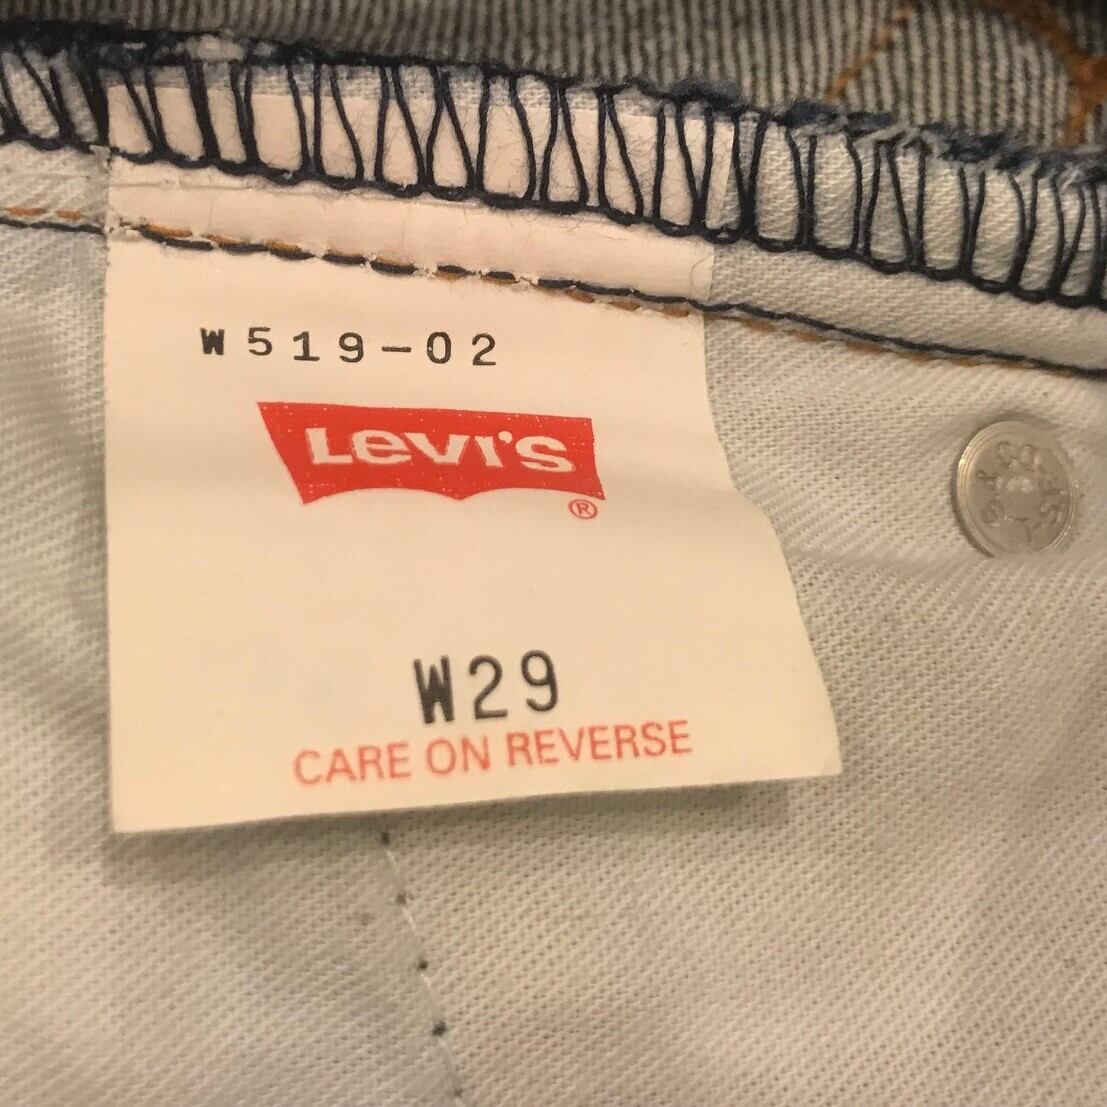 W519-02
Levi's
®
W29
CARE ON REVERSE